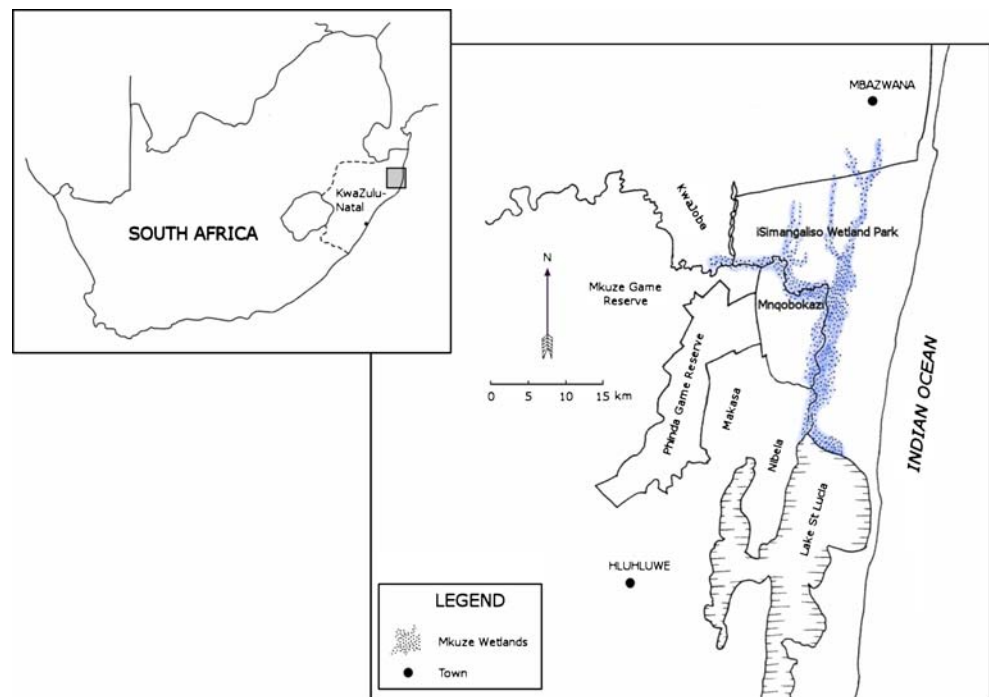 KwaZulu-
Natal
SOUTH AFRICA
MBAZWANA
KwaJobe
iSimangaliso Wetland Park
N
Mkuze Game
Reserve
Mnqobokazi
0 5 10 15 km
Phinda Game Reserve
Makasa
Nibela
INDIAN OCEAN
Lake St Lucia
HLUHLUWE
LEGEND
Mkuze Wetlands
Town